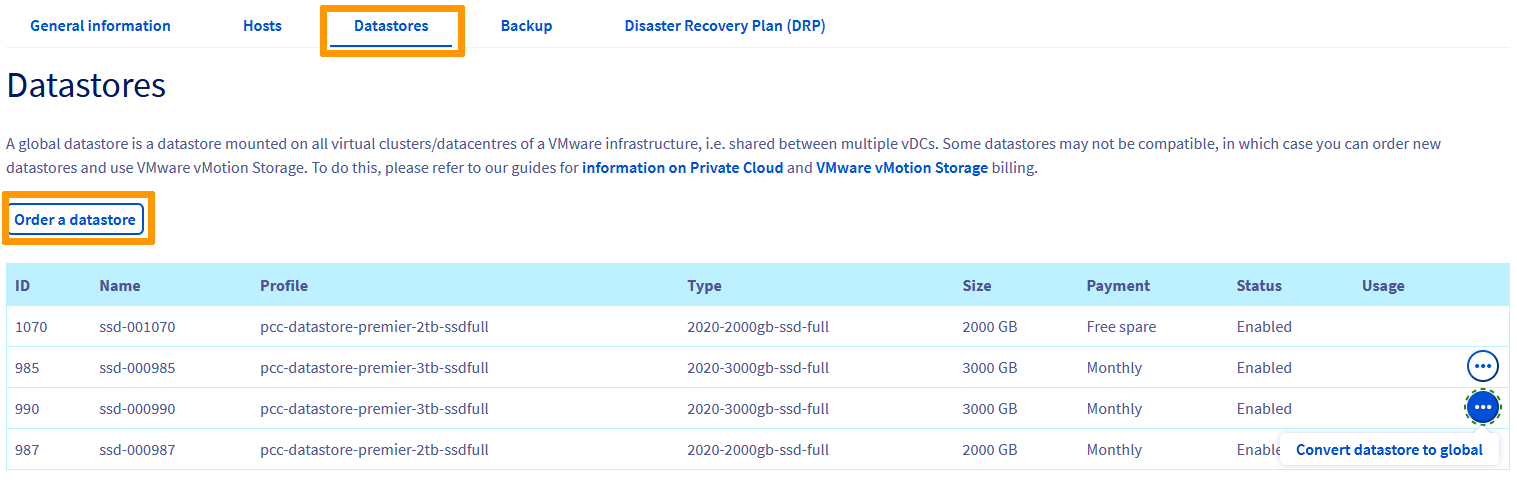 General information Hosts Datastores Backup Disaster Recovery Plan (DRP)
Datastores
A global datastore is a datastore mounted on all virtual clusters/datacentres of a VMware infrastructure, i.e. shared between multiple vDCs. Some datastores may not be compatible, in which case you can order new
datastores and use VMware vMotion Storage. To do this, please refer to our guides for information on Private Cloud and VMware vMotion Storage billing.
Order a datastore
ID Name Profile Type Size Payment Status Usage
1070 ssd-001070 pcc-datastore-premier-2tb-ssdfull 2020-2000gb-ssd-full 2000 GB Free spare Enabled
985 ssd-000985 pcc-datastore-premier-3tb-ssdfull 2020-3000gb-ssd-full 3000 GB Monthly Enabled
990 ssd-000990 pcc-datastore-premier-3tb-ssdfull 2020-3000gb-ssd-full 3000 GB Monthly Enabled
987 ssd-000987 pcc-datastore-premier-2tb-ssdfull 2020-2000gb-ssd-full 2000 GB Monthly Convert datastore to global